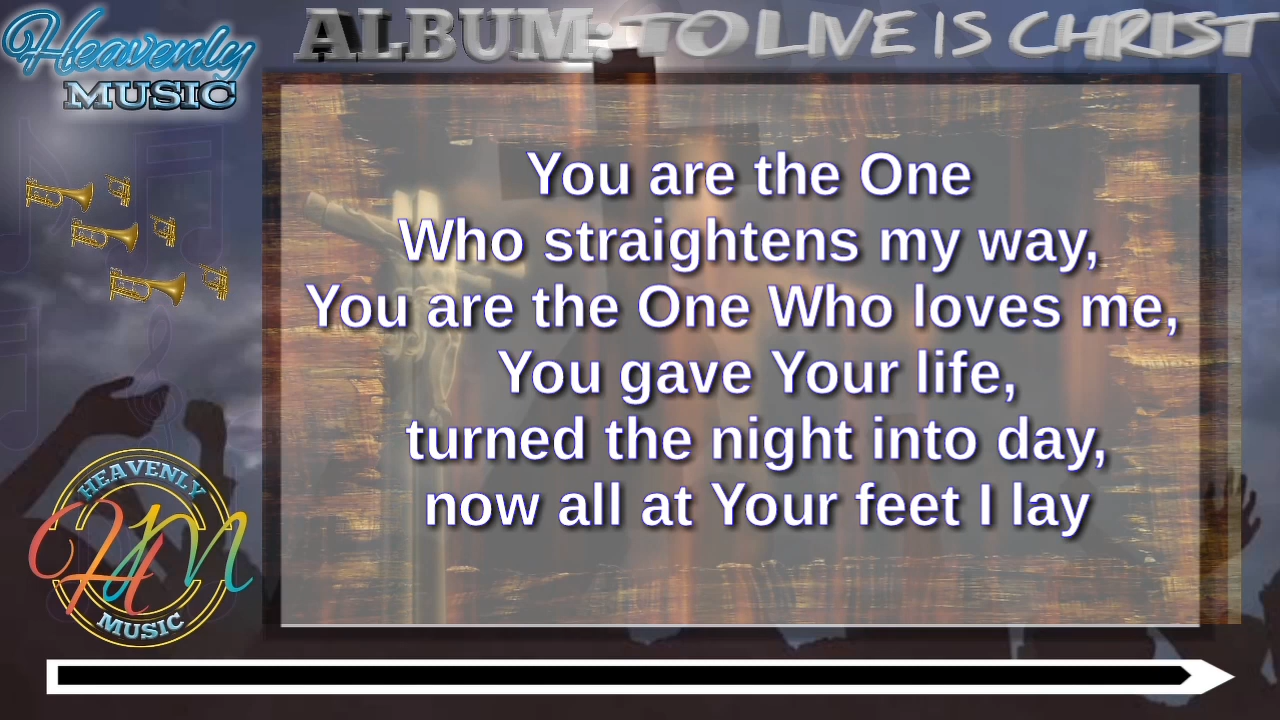 Heavenly
MUSIC
ALBUM: TO LIVE IS CHRIST
You are the One
Who straightens my way,
You are the One Who loves me,
You gave Your life,
turned the night into day,
now all at Your feet I lay
HEAVENLY
HM
MUSIC